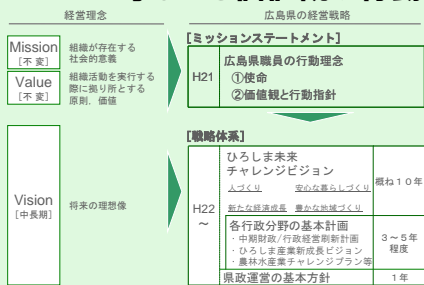 経営理念
広島県の経営戦略
Mission
[不 変]
組織が存在する
社会的意義
Value
[不 変]
組織活動を実行する
際に拠り所とする
原則、価値
[ミッションステートメント]
H21
広島県職員の行動理念
①使命
②価値観と行動指針
Vision
[中長期]
将来の理想像
[戦略体系]
H22
～
ひろしま未来
チャレンジビジョン
人づくり 安心な暮らしづくり
新たな経済成長 豊かな地域づくり
概ね１０年
各行政分野の基本計画
・中期財政/行政経営刷新計画
・ひろしま産業新成長ビジョン
・農林水産業チャレンジプラン等
３～５年
程度
県政運営の基本方針
１年